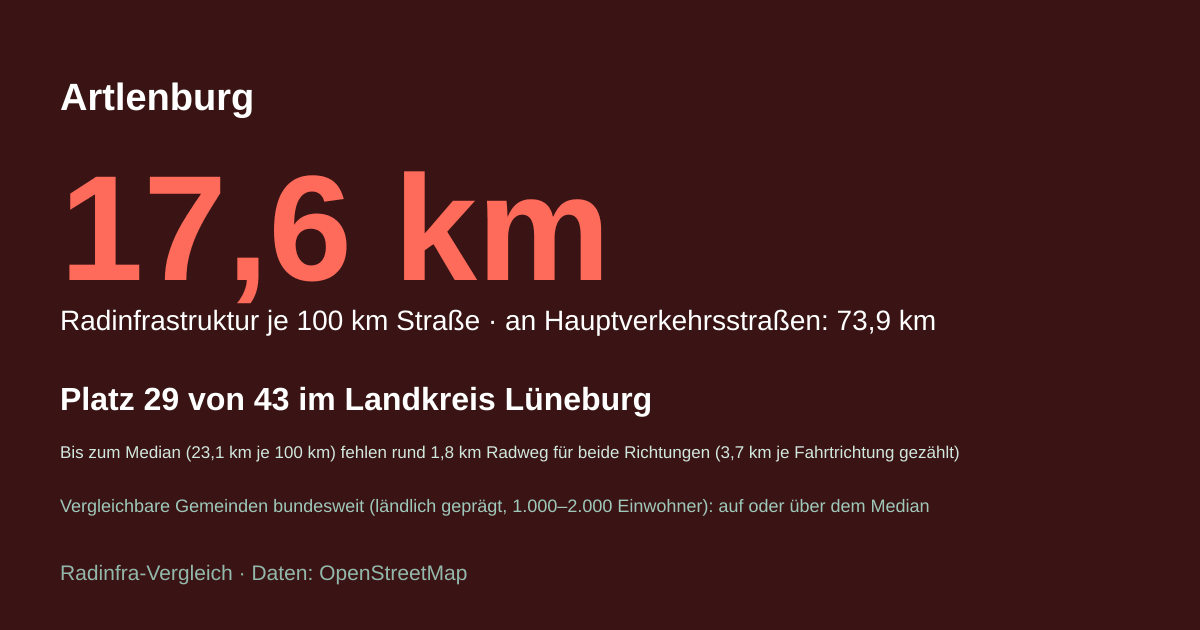 Artlenburg
17,6 km
Radinfrastruktur je 100 km Straße · an Hauptverkehrsstraßen: 73,9 km
Platz 29 von 43 im Landkreis Lüneburg
Bis zum Median (23,1 km je 100 km) fehlen rund 1,8 km Radweg für beide Richtungen (3,7 km je Fahrtrichtung gezählt)
Vergleichbare Gemeinden bundesweit (ländlich geprägt, 1.000–2.000 Einwohner): auf oder über dem Median
Radinfra-Vergleich · Daten: OpenStreetMap